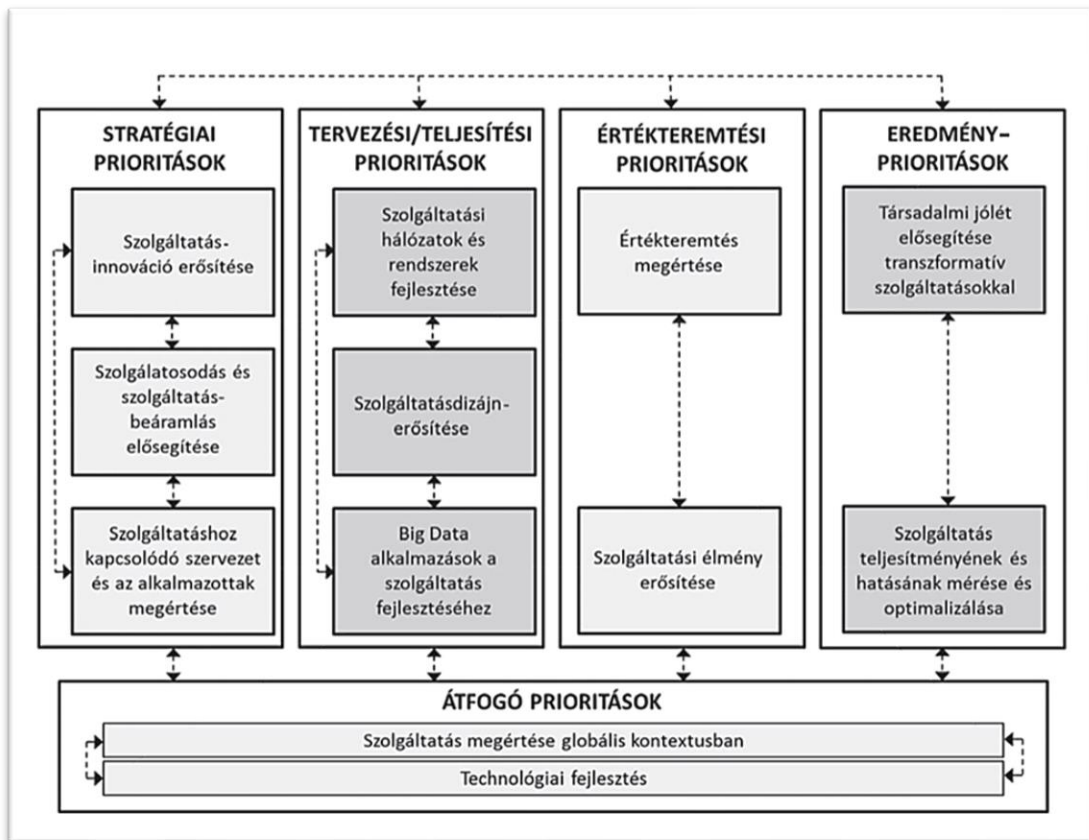 STRATÉGIAI
PRIORITÁSOK
Szolgáltatás-
innováció erősítése
Szolgálatosodás és
szolgáltatás-
beáramlás
elősegítése
Szolgáltatáshoz
kapcsolódó szervezet
és az alkalmazottak
megértése
TERVEZÉSI/TELJESÍTÉSI
PRIORITÁSOK
Szolgáltatási
hálózatok és
rendszerek
fejlesztése
Szolgáltatásdizájn-
erősítése
Big Data
alkalmazások a
szolgáltatás
fejlesztéséhez
ÉRTÉKTEREMTÉSI
PRIORITÁSOK
Értékteremtés
megértése
Szolgáltatási élmény
erősítése
EREDMÉNY–
PRIORITÁSOK
Társadalmi jólét
elősegítése
transzformatív
szolgáltatásokkal
Szolgáltatás
teljesítményének és
hatásának mérése és
optimalizálása
ÁTFOGÓ PRIORITÁSOK
Szolgáltatás megértése globális kontextusban
Technológiai fejlesztés